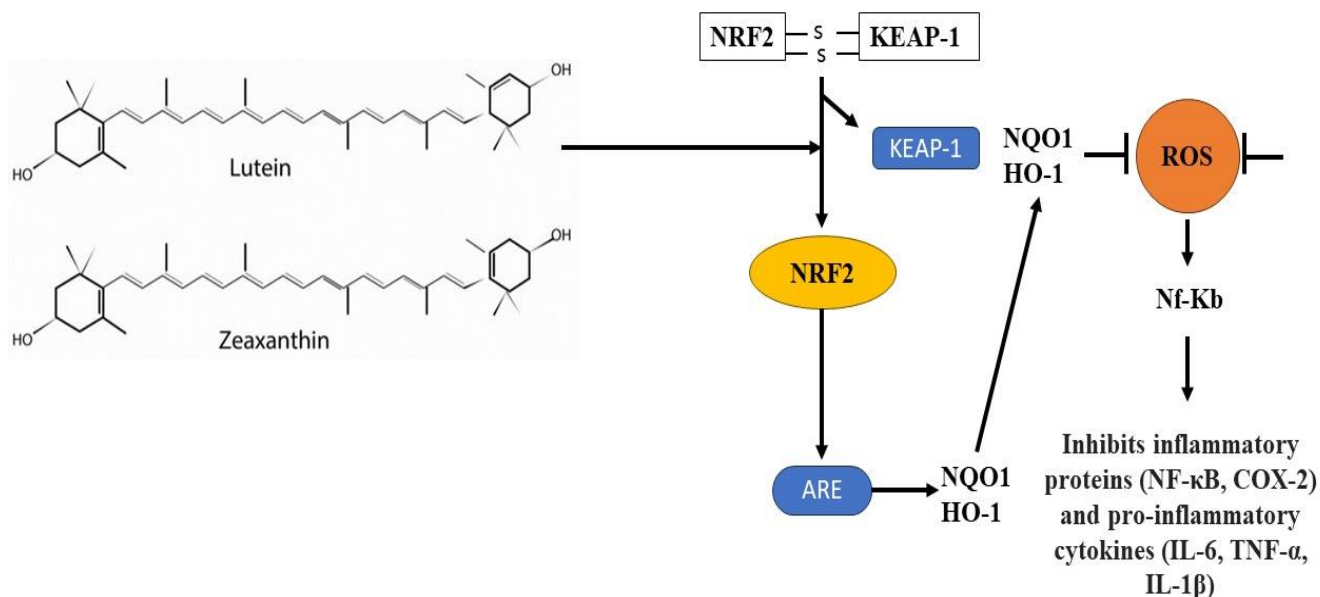 NRF2
S
S
KEAP-1
OH
HO
Lutein
OH
HO
Zeaxanthin
KEAP-1
NQO1
HO-1
ROS
NRF2
Nf-Kb
ARE
NQO1
HO-1
Inhibits inflammatory
proteins (NF-κB, COX-2)
and pro-inflammatory
cytokines (IL-6, TNF-α,
IL-1β)